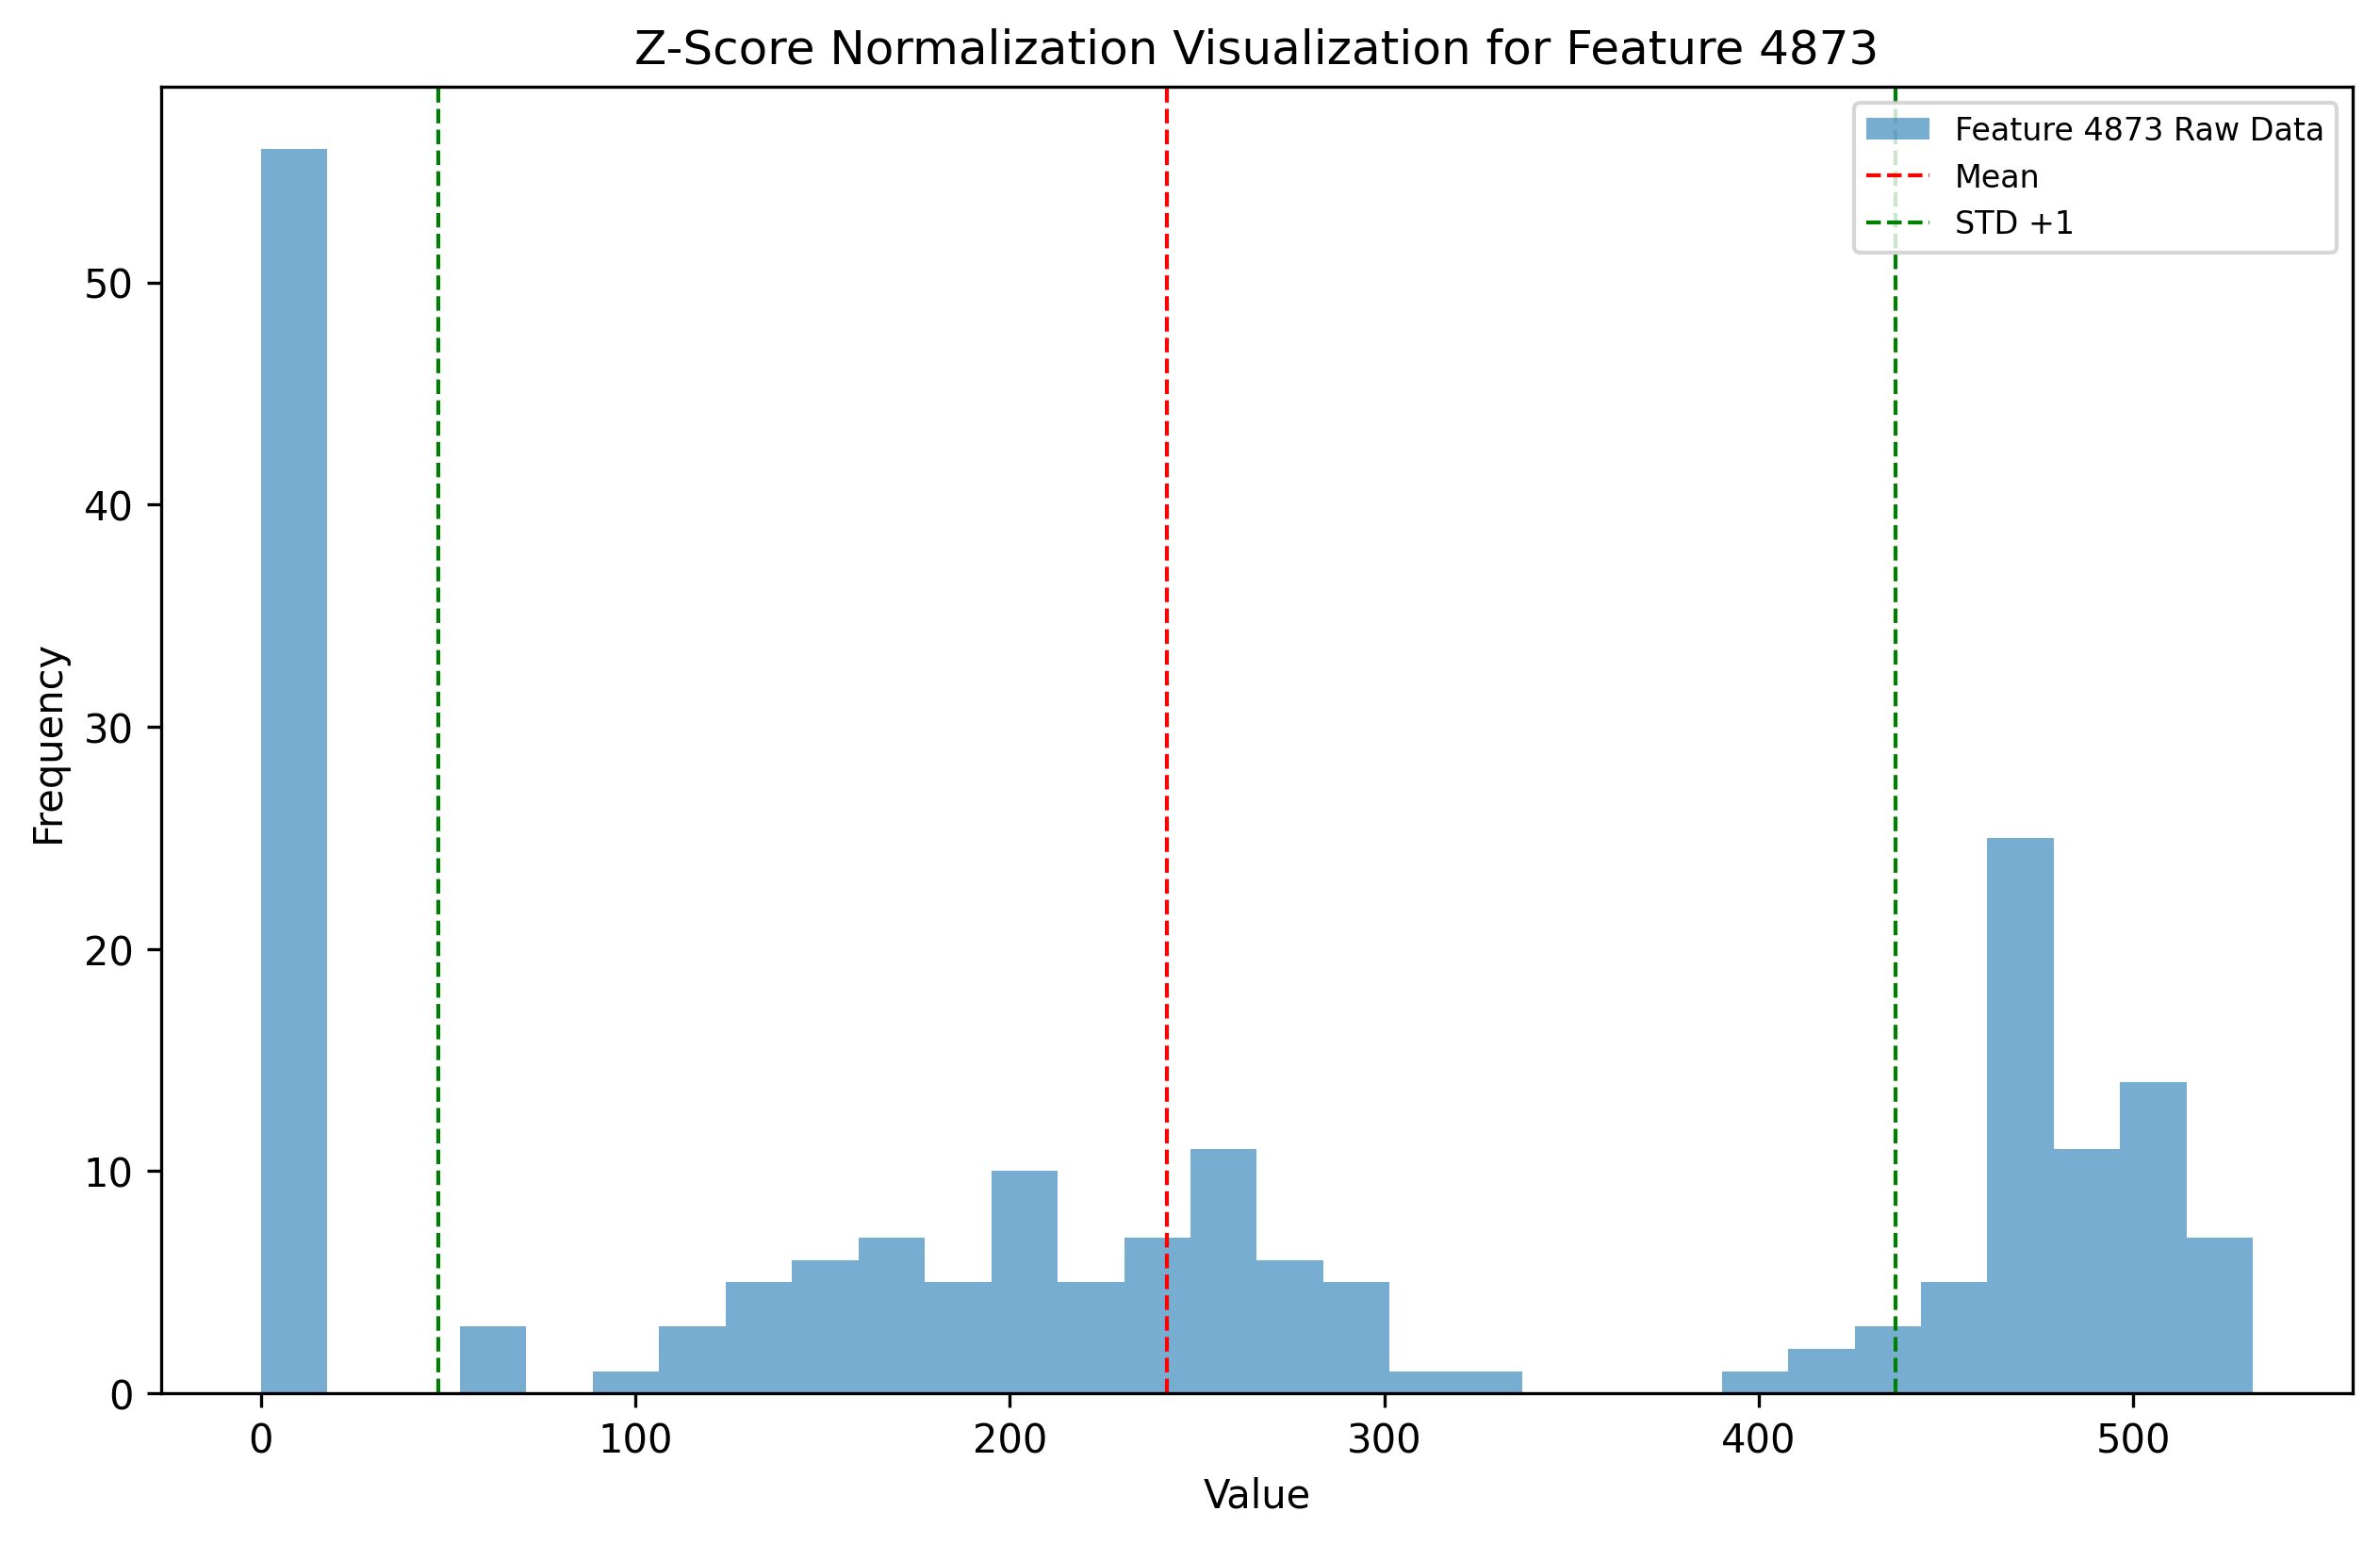 Z-Score Normalization Visualization for Feature 4873
Feature 4873 Raw Data
Mean
STD +1
50
40
30
20
10
0
Frequency
0 100 200 300 400 500
Value